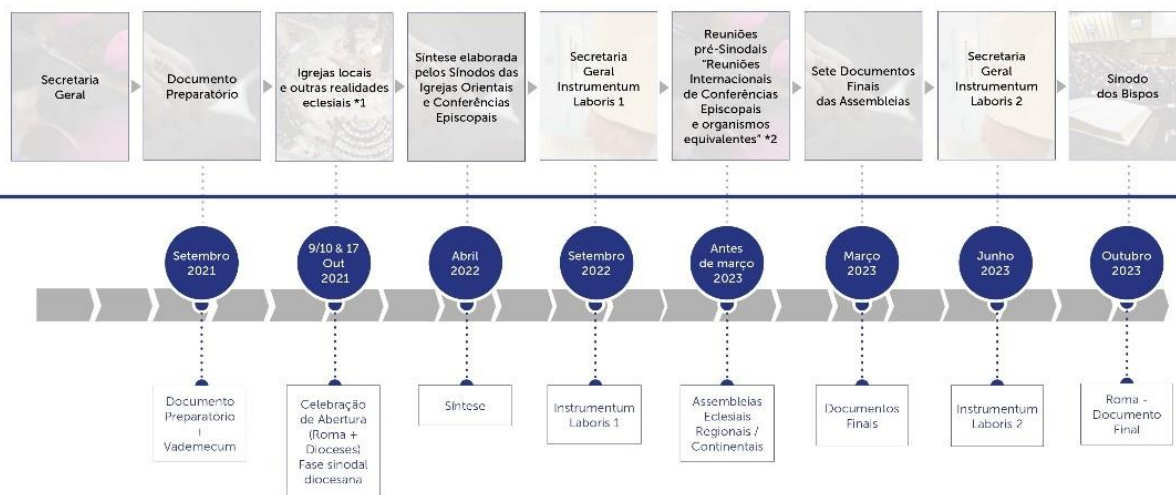 Secretaria
Geral
Documento
Preparatório
Igrejas locais
e outras realidades
eclesiais *1
Síntese elaborada
pelos Sínodos das
Igrejas Orientais
e Conferências
Episcopais
Secretaria
Geral
Instrumentum
Laboris 1
Reuniões
pré-Sinodais
“Reuniões
Internacionais
de Conferências
Episcopais
e organismos
equivalentes” *2
Sete Documentos
Finais
das Assembleias
Secretaria
Geral
Instrumentum
Laboris 2
Sínodo
dos Bispos
Setembro
2021
9/10 & 17
Out
2021
Abril
2022
Setembro
2022
Antes
de março
2023
Março
2023
Junho
2023
Outubro
2023
Documento
Preparatório
+
Vademecum
Celebração
de Abertura
(Roma +
Dioceses)
Fase sinodal
diocesana
Síntese
Instrumentum
Laboris 1
Assembleias
Eclesiais
Regionais /
Continentais
Documentos
Finais
Instrumentum
Laboris 2
Roma -
Documento
Final